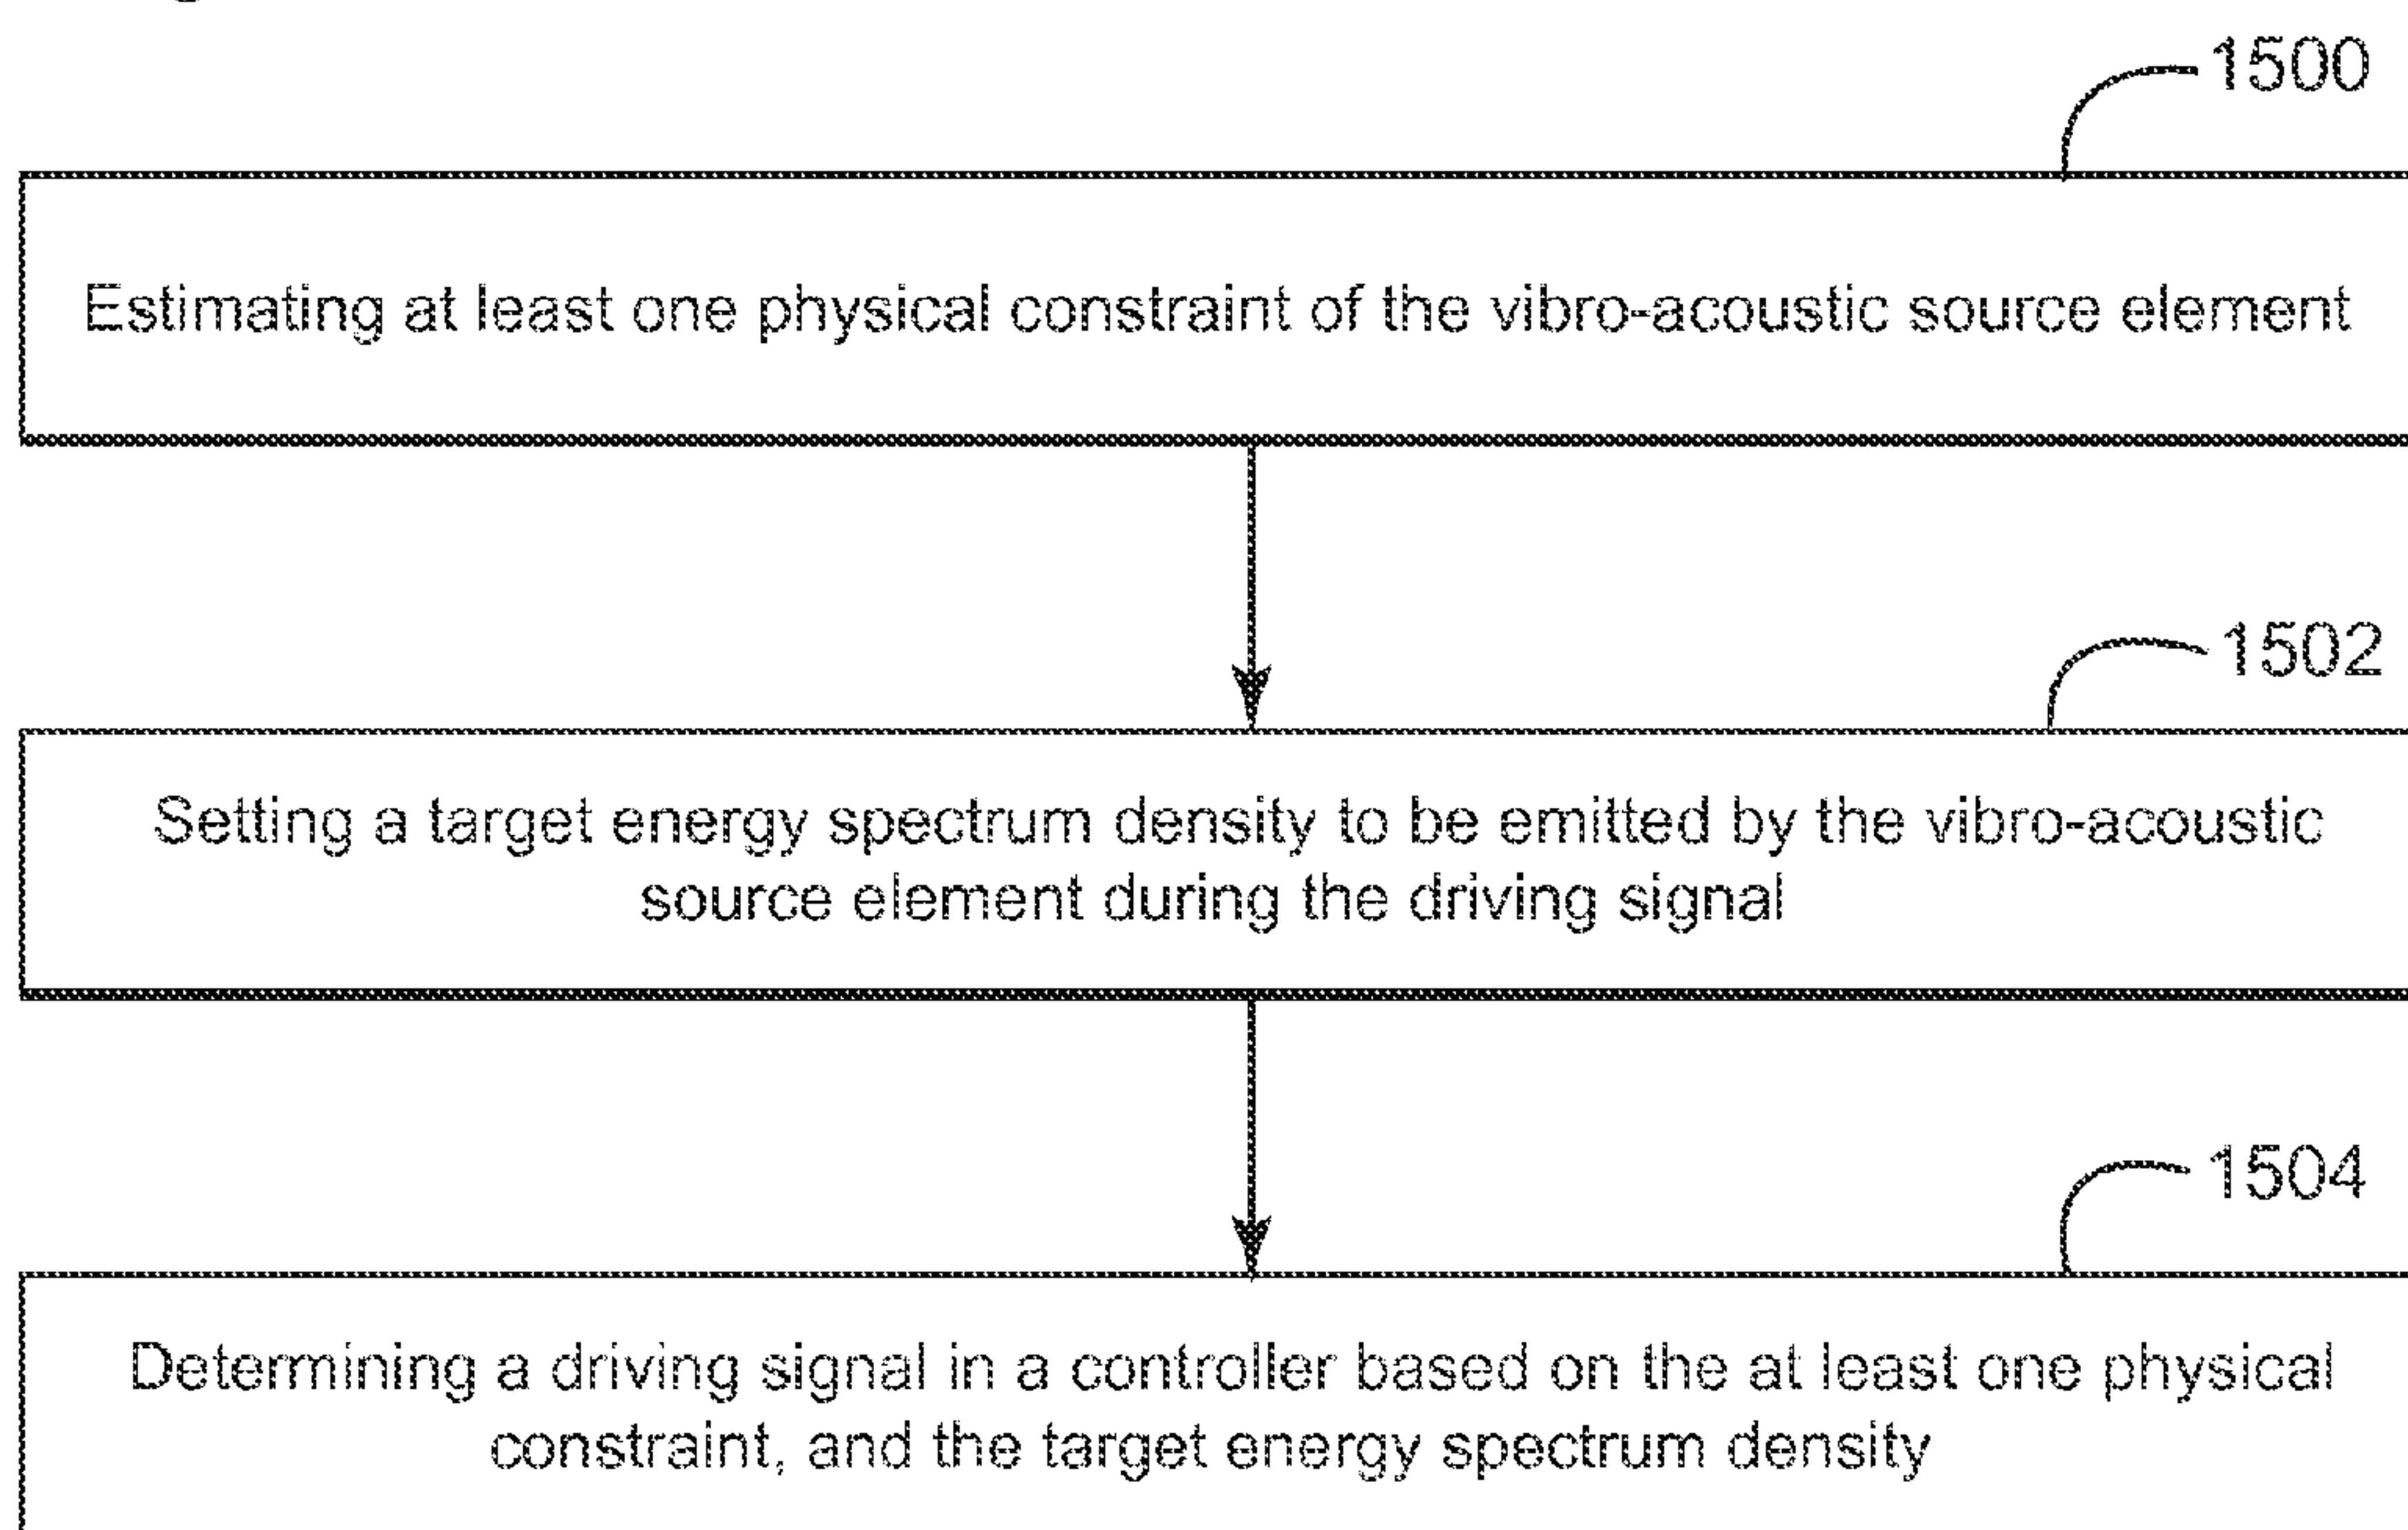 1500
Estimating at least one physical constraint of the vibro-acoustic source element
1502
Setting a target energy spectrum density to be emitted by the vibro-acoustic
source element during the driving signal
1504
Determining a driving signal in a controller based on the at least one physical
constraint, and the target energy spectrum density